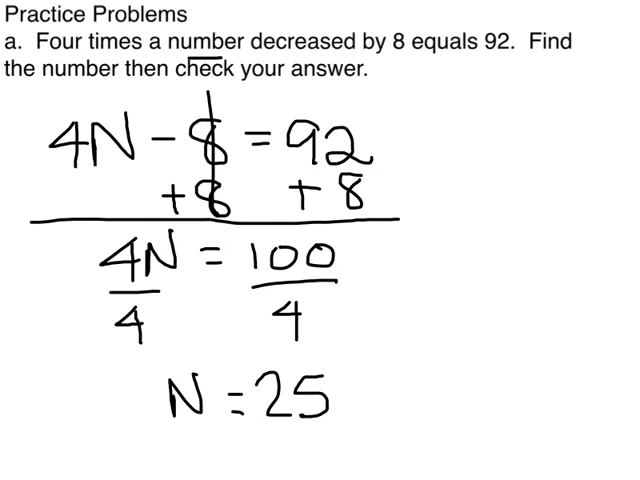 Practice Problems
a. Four times a number decreased by 8 equals 92. Find
the number then check your answer.
4N - 8 = 92
+8 +8
4N = 100
4 4
N = 25